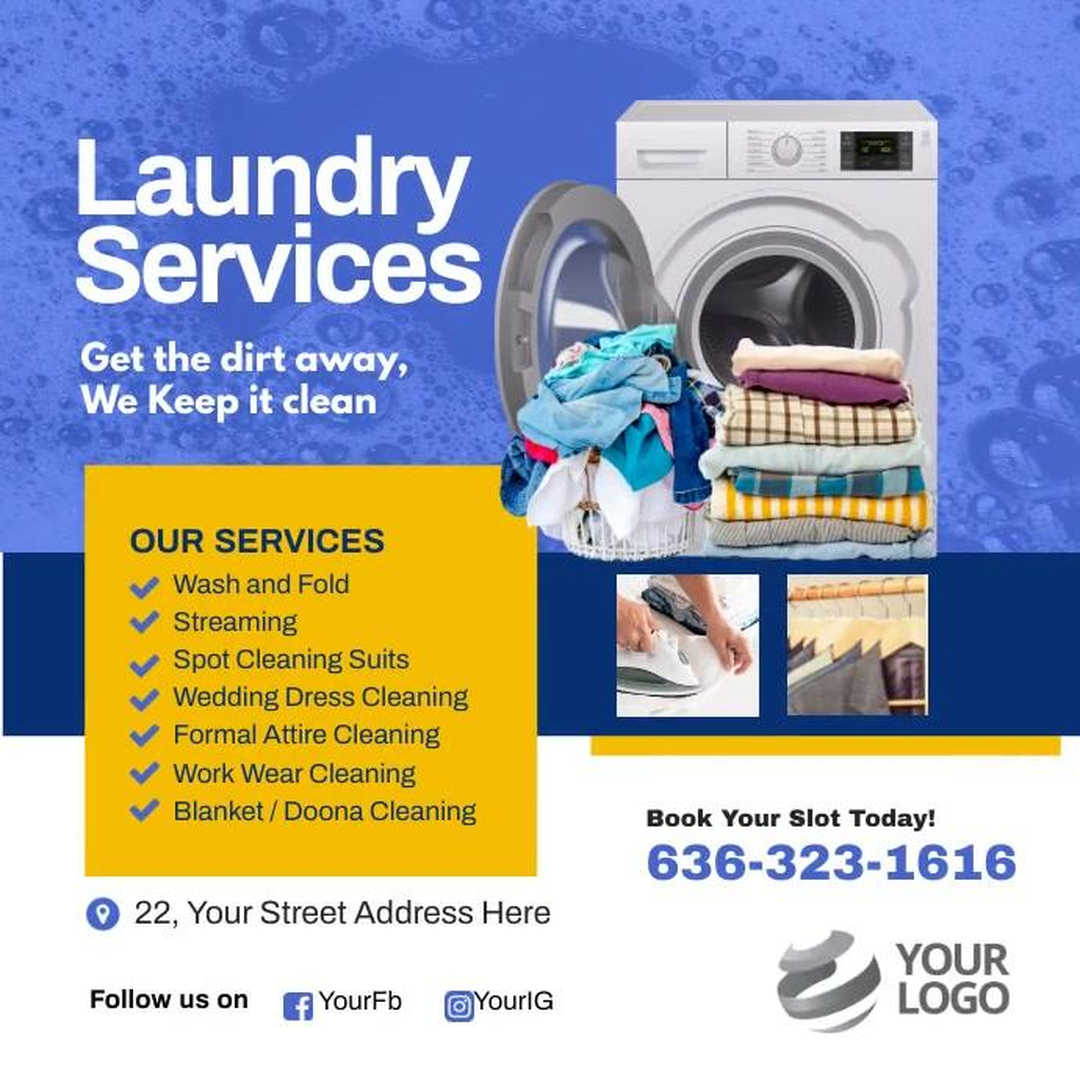 Laundry
Services
Get the dirt away,
We Keep it clean
OUR SERVICES
Wash and Fold
Streaming
Spot Cleaning Suits
Wedding Dress Cleaning
Formal Attire Cleaning
Work Wear Cleaning
Blanket / Doona Cleaning
Book Your Slot Today!
636-323-1616
22, Your Street Address Here
Follow us on YourFb YourIG
YOUR
LOGO